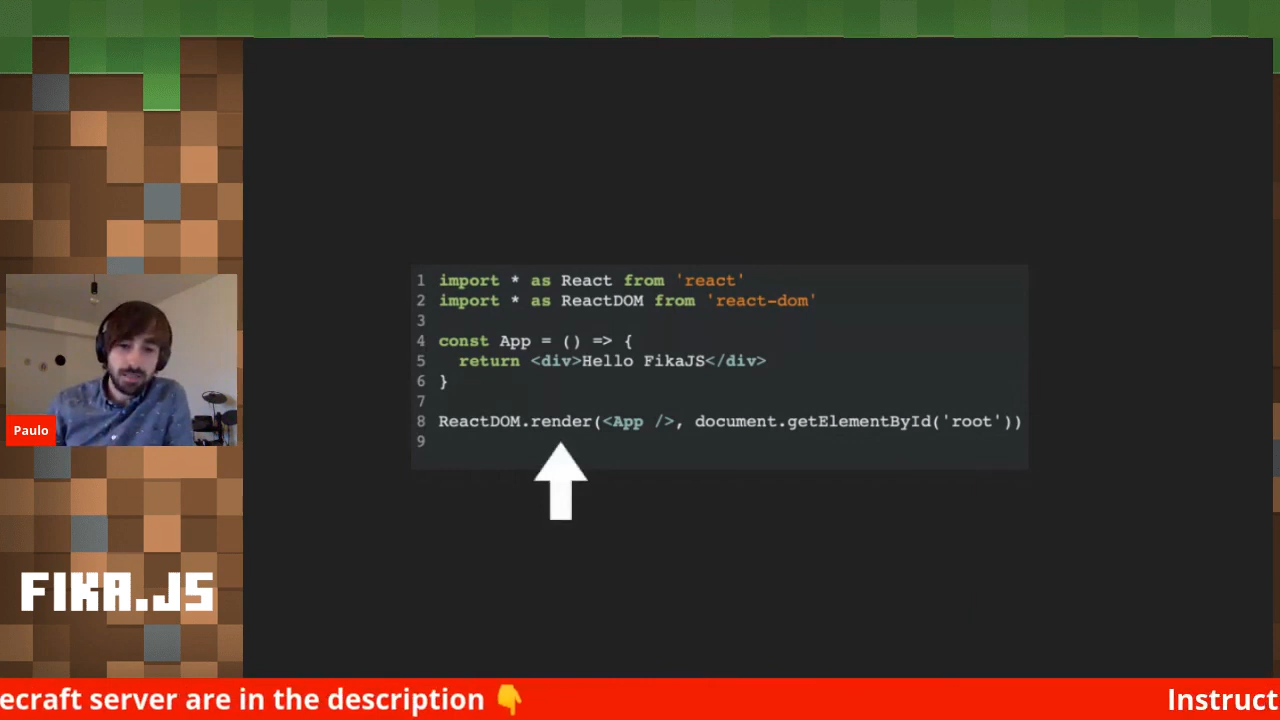 1 import * as React from 'react'
2 import * as ReactDOM from 'react-dom'
3
4 const App = () => {
5   return <div>Hello FikaJS</div>
6 }
7
8 ReactDOM.render(<App />, document.getElementById('root'))
9
Paulo
FIKA.JS
ecraft server are in the description 👇 Instruct